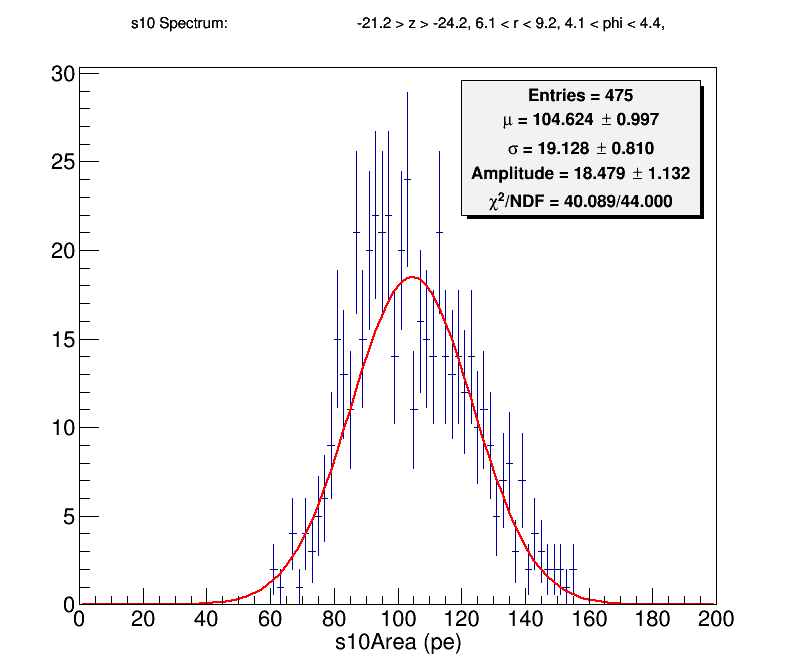 s10 Spectrum: -21.2 > z > -24.2, 6.1 < r < 9.2, 4.1 < phi < 4.4,
Entries = 475
μ = 104.624 ± 0.997
σ = 19.128 ± 0.810
Amplitude = 18.479 ± 1.132
χ²/NDF = 40.089/44.000
30
25
20
15
10
5
0
0 20 40 60 80 100 120 140 160 180 200
s10Area (pe)